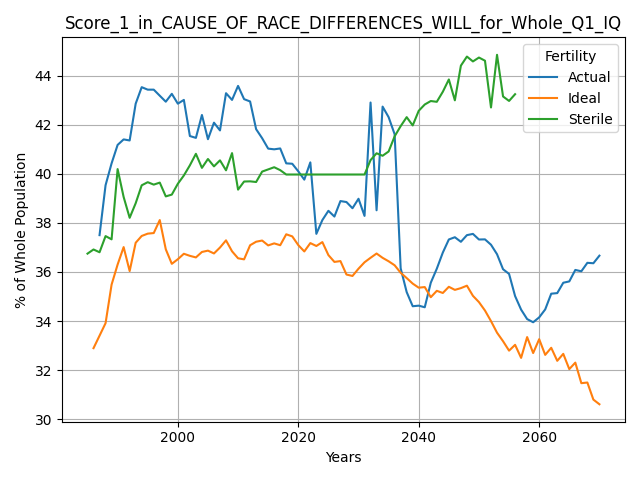 Score_1_in_CAUSE_OF_RACE_DIFFERENCES_WILL_for_Whole_Q1_IQ
% of Whole Population
44
42
40
38
36
34
32
30
2000
2020
2040
2060
Years
Fertility
Actual
Ideal
Sterile